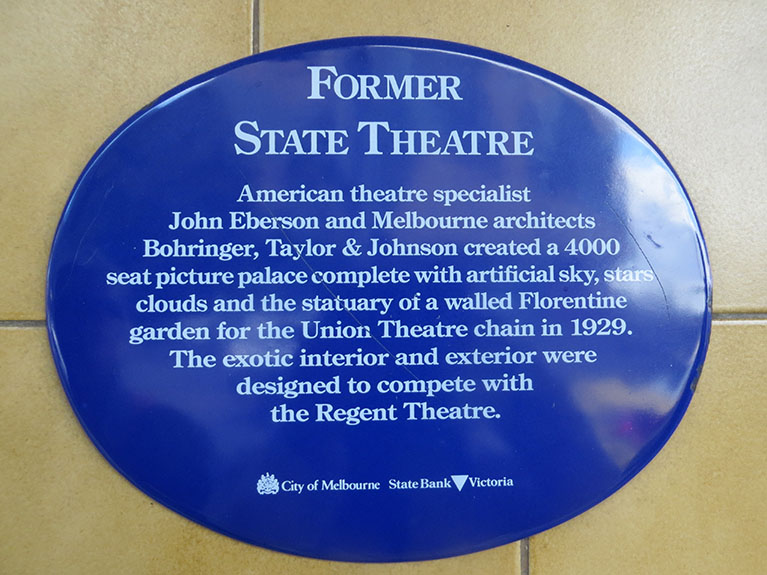 FORMER
STATE THEATRE
American theatre specialist
John Eberson and Melbourne architects
Bohringer, Taylor & Johnson created a 4000
seat picture palace complete with artificial sky, stars
clouds and the statuary of a walled Florentine
garden for the Union Theatre chain in 1929.
The exotic interior and exterior were
designed to compete with
the Regent Theatre.
City of Melbourne State Bank Victoria